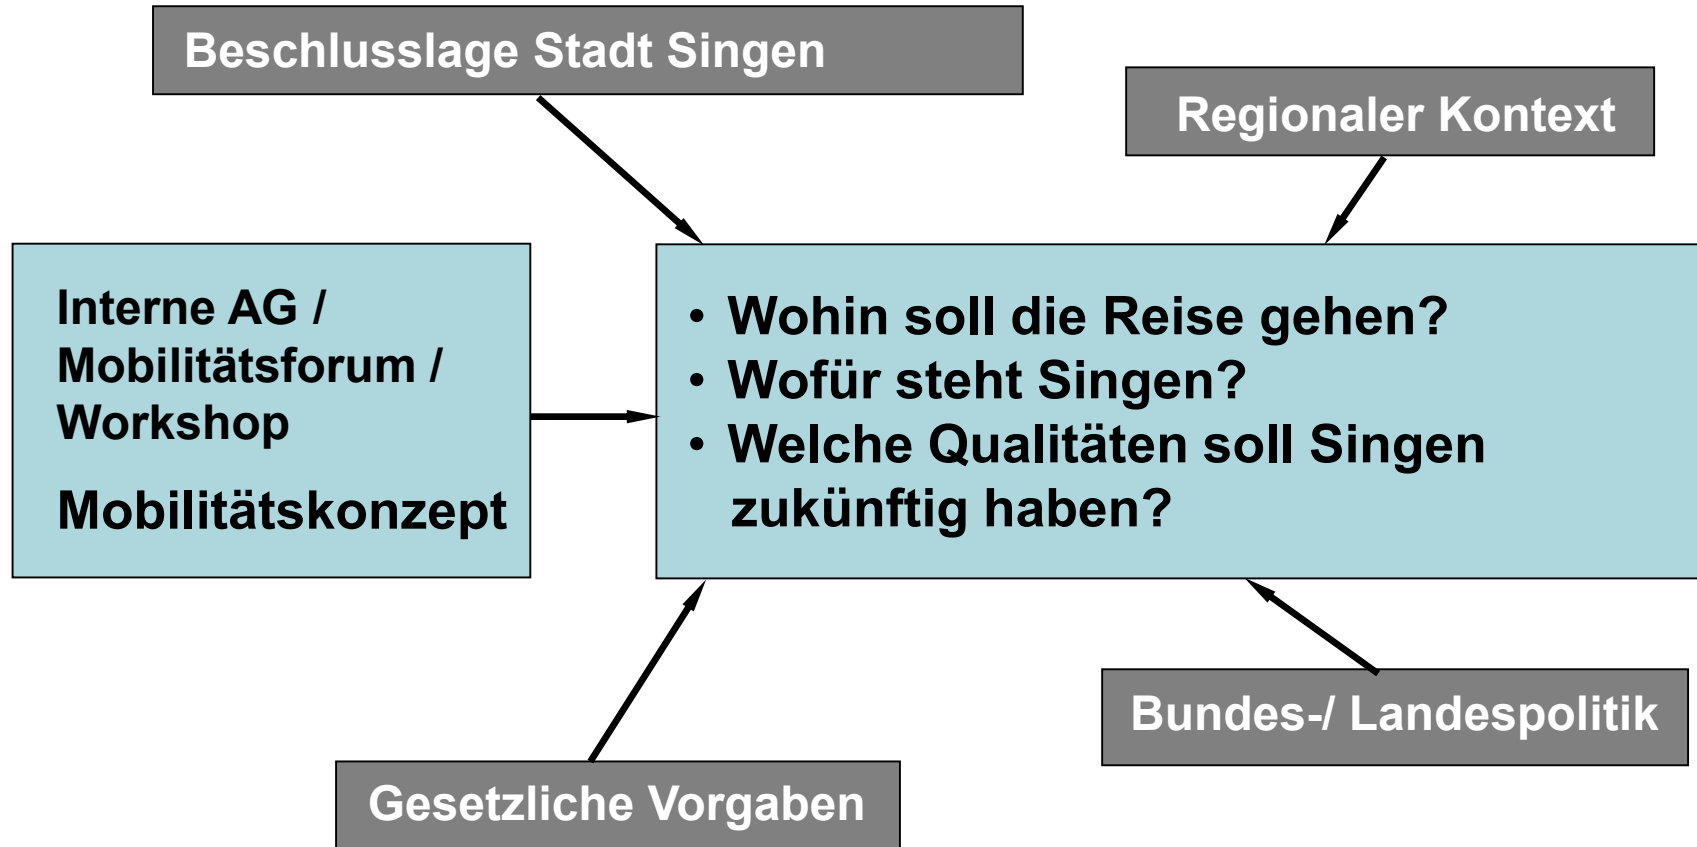 Beschlusslage Stadt Singen
Regionaler Kontext
Interne AG /
Mobilitätsforum /
Workshop
Mobilitätskonzept
• Wohin soll die Reise gehen?
• Wofür steht Singen?
• Welche Qualitäten soll Singen
zukünftig haben?
Bundes-/ Landespolitik
Gesetzliche Vorgaben